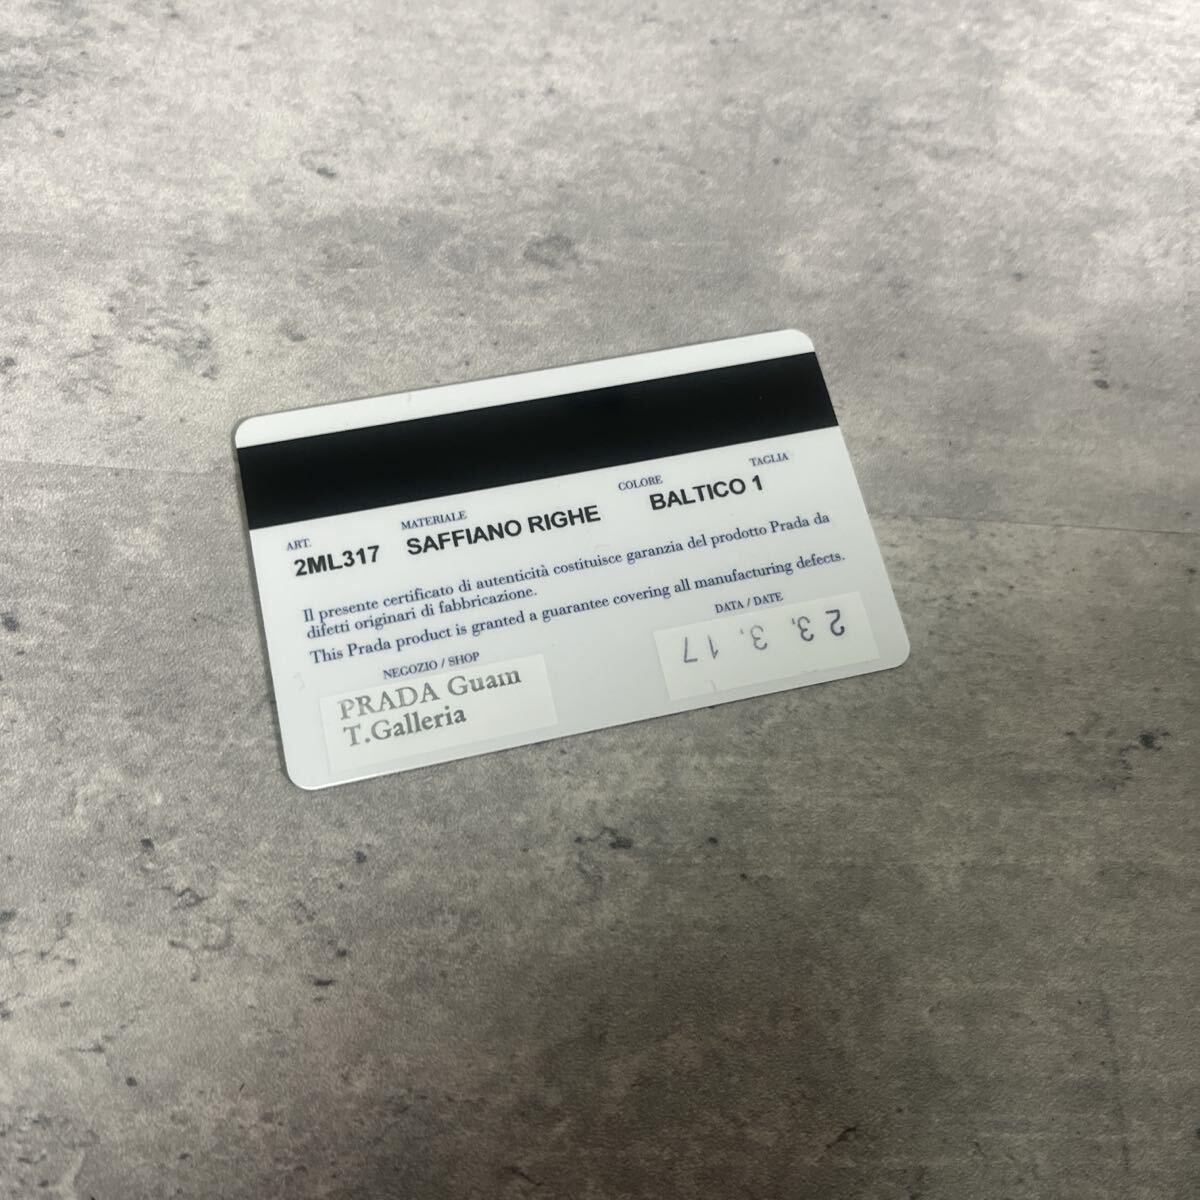 ART.
MATERIALE
COLORE
TAGLIA
2ML317 SAFFIANO RIGHE BALTICO 1
Il presente certificato di autenticità costituisce garanzia del prodotto Prada da
difetti originari di fabbricazione.
This Prada product is granted a guarantee covering all manufacturing defects.
NEGOZIO / SHOP
DATA / DATE
PRADA Guam
T.Galleria
23. 3. 17